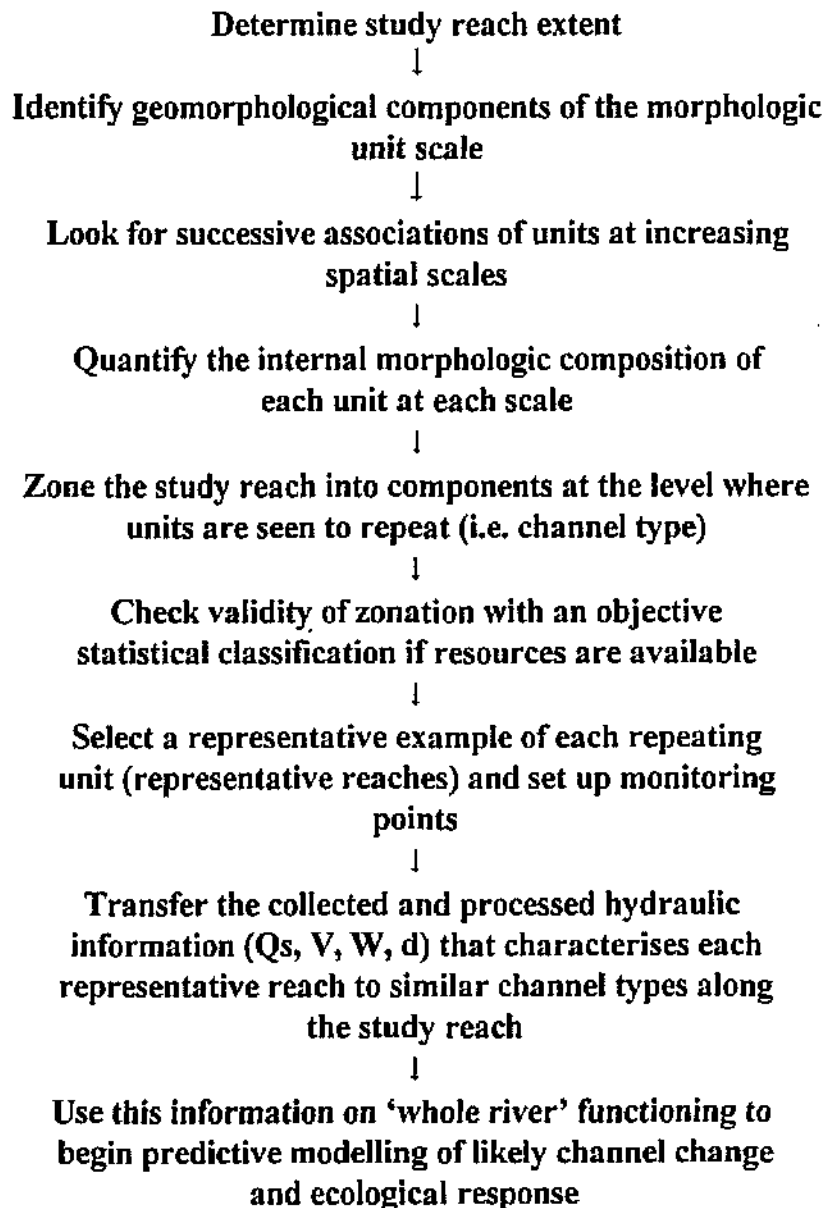 Determine study reach extent
↓
Identify geomorphological components of the morphologic
unit scale
↓
Look for successive associations of units at increasing
spatial scales
↓
Quantify the internal morphologic composition of
each unit at each scale
↓
Zone the study reach into components at the level where
units are seen to repeat (i.e. channel type)
↓
Check validity of zonation with an objective
statistical classification if resources are available
↓
Select a representative example of each repeating
unit (representative reaches) and set up monitoring
points
↓
Transfer the collected and processed hydraulic
information (Qs, V, W, d) that characterises each
representative reach to similar channel types along
the study reach
↓
Use this information on ‘whole river’ functioning to
begin predictive modelling of likely channel change
and ecological response